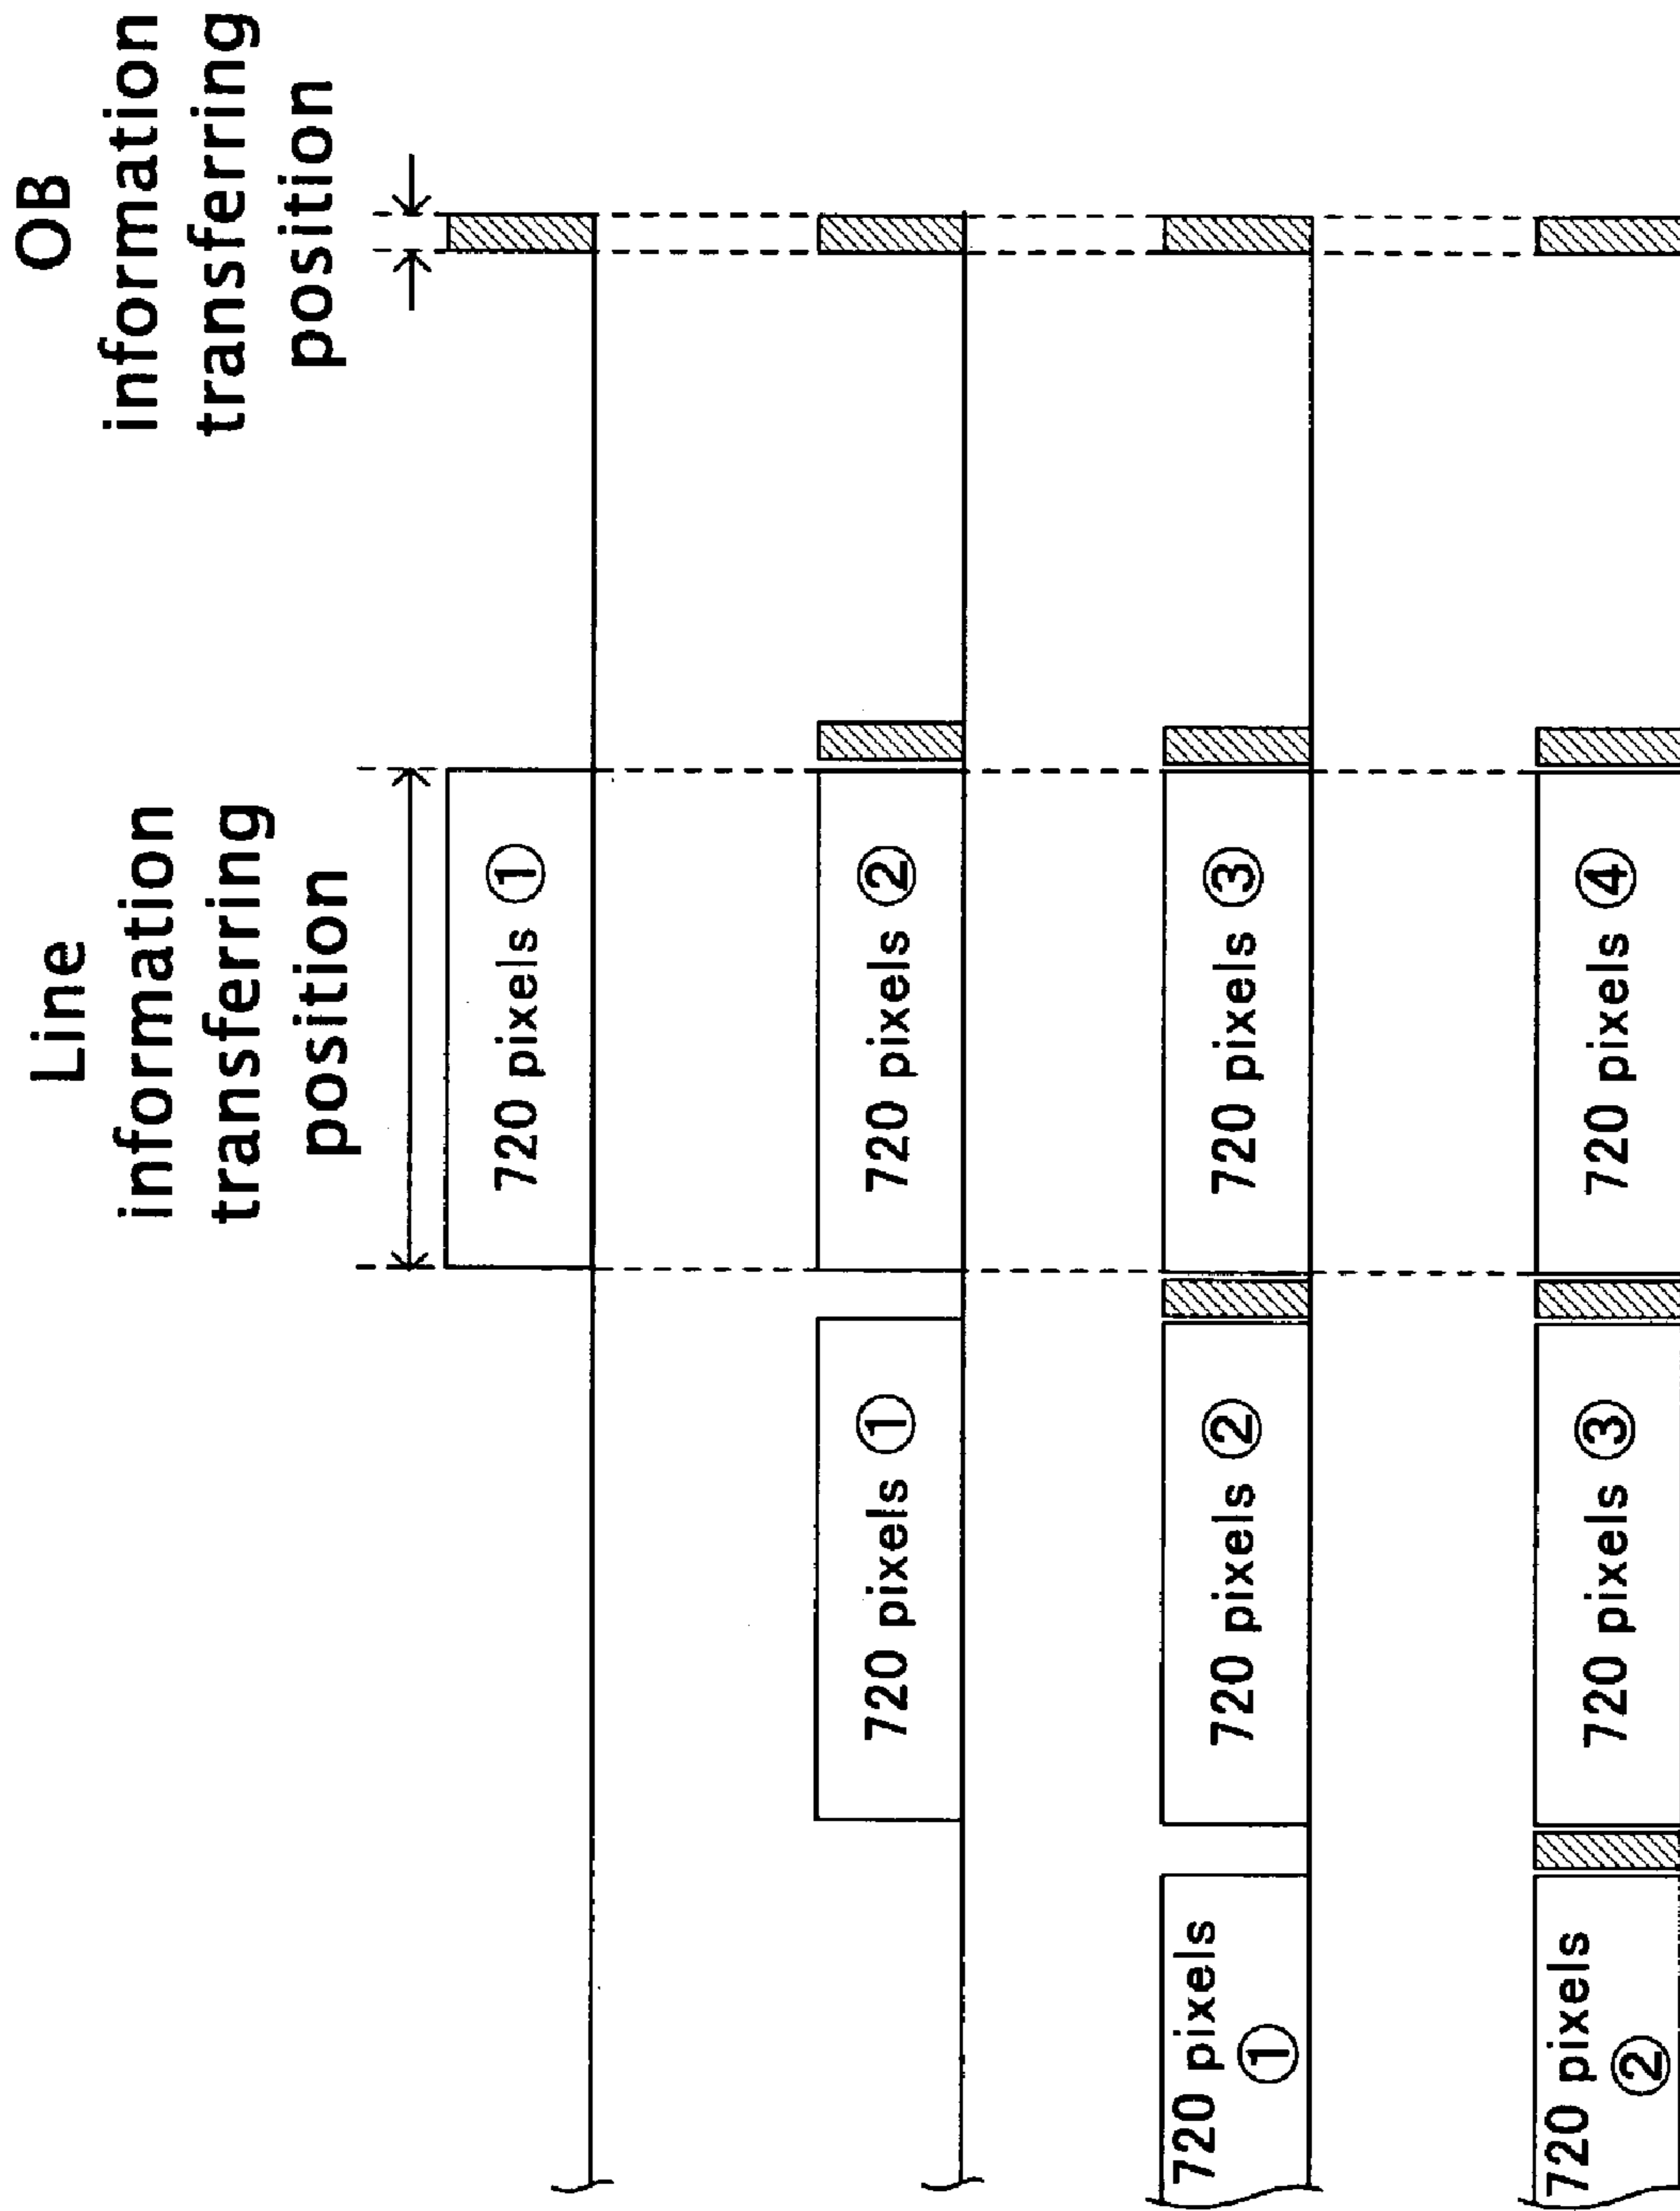 Line
information
transferring
position
OB
information
transferring
position
720 pixels ①
720 pixels ①
720 pixels ②
720 pixels
①
720 pixels ②
720 pixels ③
720 pixels
②
720 pixels ③
720 pixels ④